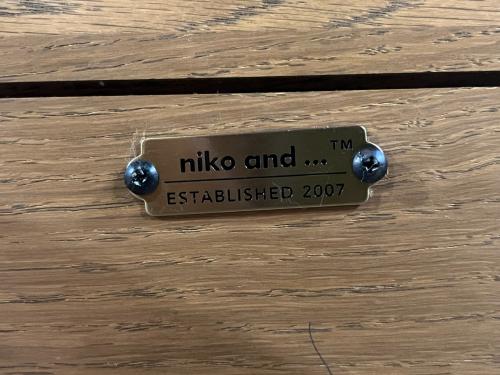 niko and ...™
ESTABLISHED 2007